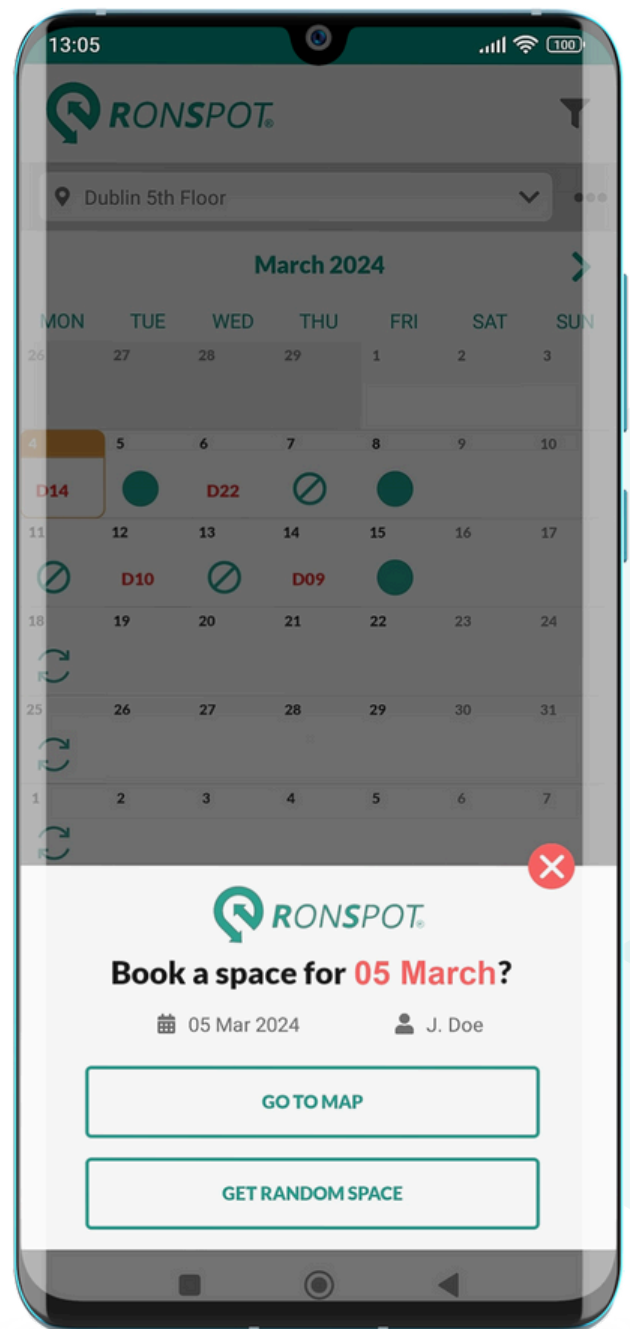 13:05 100
RONSPOT®
Dublin 5th Floor
March 2024
MON TUE WED THU FRI SAT SUN
26 27 28 29 1 2 3
4 5 6 7 8 9 10
D14 D22
11 12 13 14 15 16 17
D10 D09
18 19 20 21 22 23 24
25 26 27 28 29 30 31
1 2 3 4 5 6 7
RONSPOT®
Book a space for 05 March?
05 Mar 2024 J. Doe
GO TO MAP
GET RANDOM SPACE